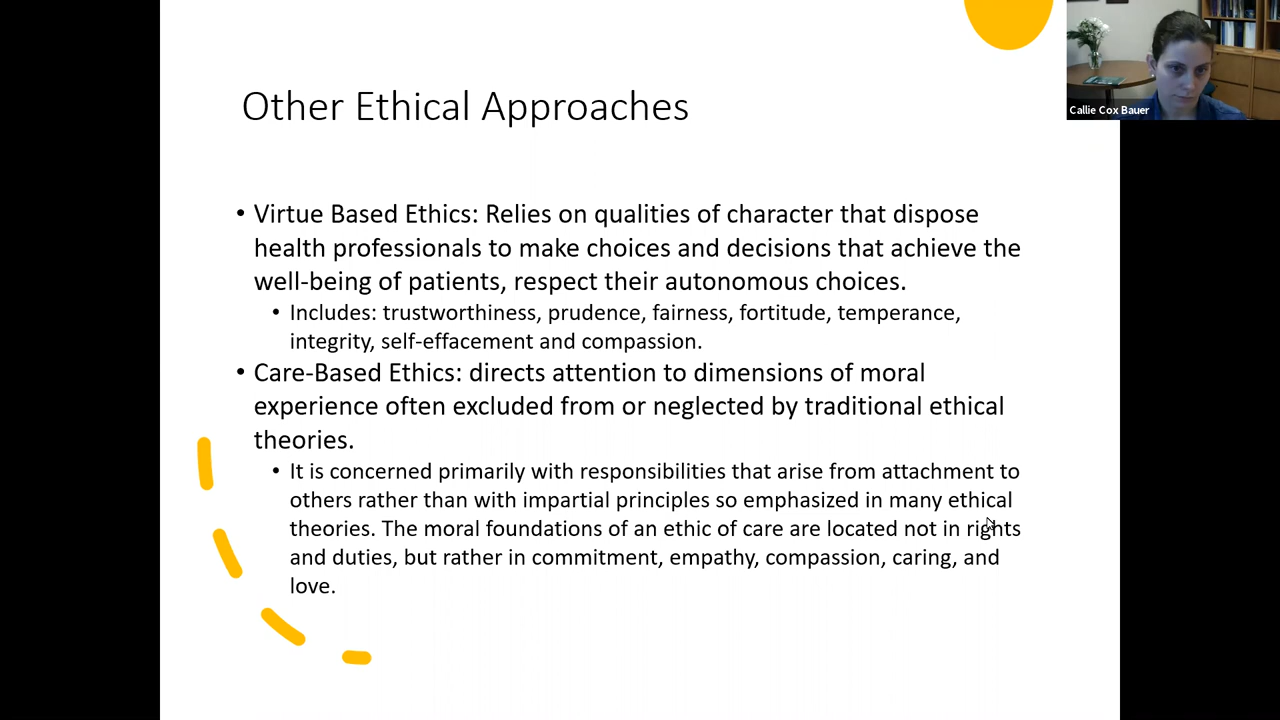 Other Ethical Approaches
Callie Cox Bauer
• Virtue Based Ethics: Relies on qualities of character that dispose
health professionals to make choices and decisions that achieve the
well-being of patients, respect their autonomous choices.
• Includes: trustworthiness, prudence, fairness, fortitude, temperance,
integrity, self-effacement and compassion.
• Care-Based Ethics: directs attention to dimensions of moral
experience often excluded from or neglected by traditional ethical
theories.
• It is concerned primarily with responsibilities that arise from attachment to
others rather than with impartial principles so emphasized in many ethical
theories. The moral foundations of an ethic of care are located not in rights
and duties, but rather in commitment, empathy, compassion, caring, and
love.